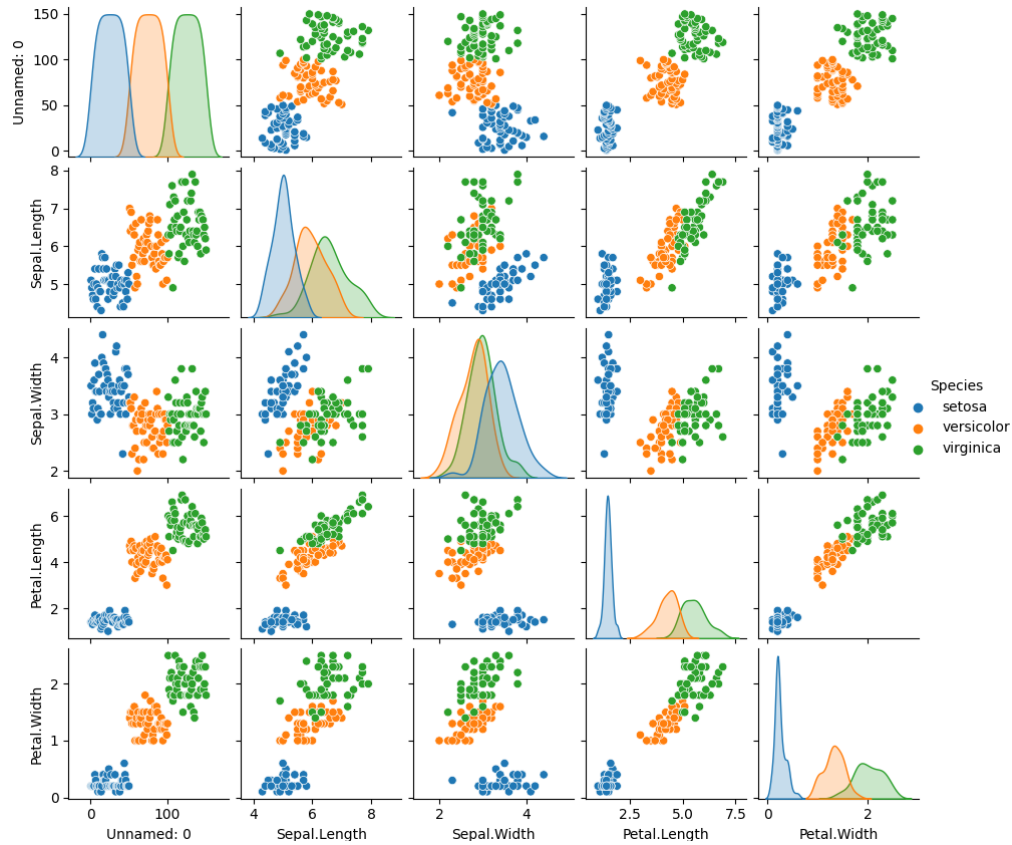 Unnamed: 0
150
100
50
0
Sepal.Length
8
7
6
5
Sepal.Width
4
3
2
Petal.Length
6
4
2
Petal.Width
2
1
0
Species
setosa
versicolor
virginica
0 100
4 6 8
2 4
2.5 5.0 7.5
0 2
Unnamed: 0 Sepal.Length Sepal.Width Petal.Length Petal.Width